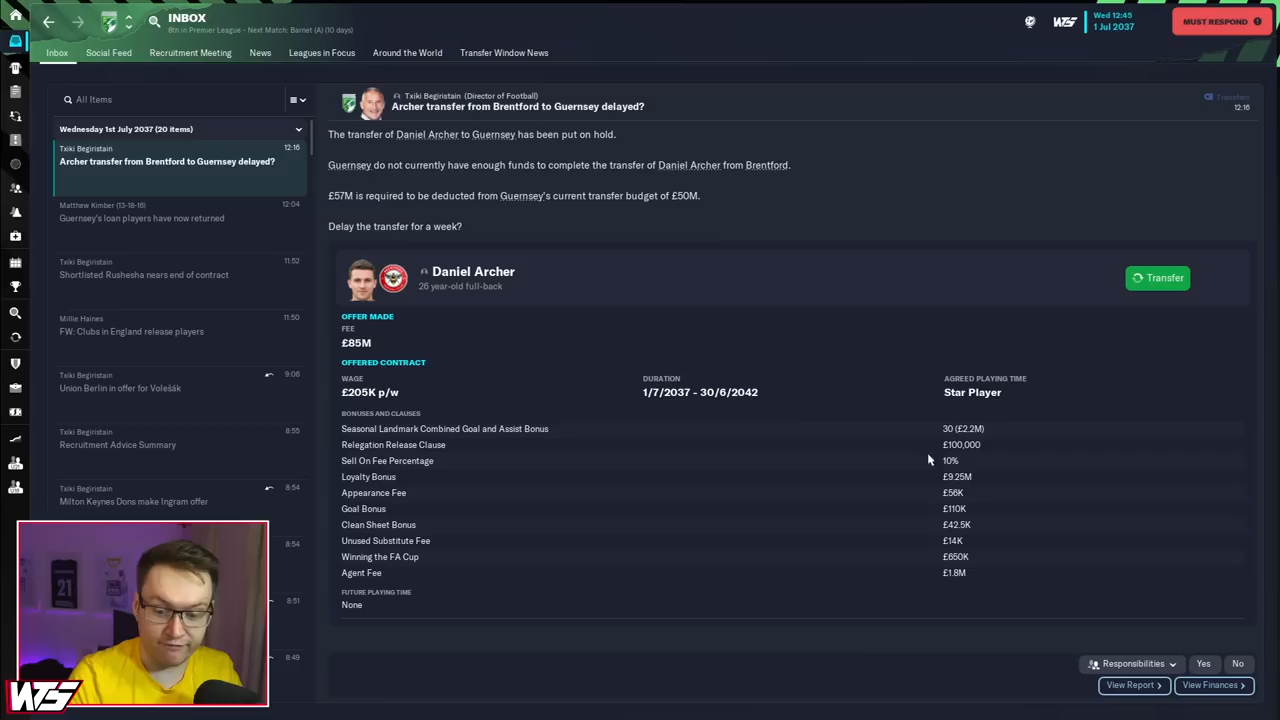 INBOX
8th in Premier League - Next Match: Barnet (A) (10 days)
WTS
Wed 12:45
1 Jul 2037
MUST RESPOND
Inbox
Social Feed
Recruitment Meeting
News
Leagues in Focus
Around the World
Transfer Window News
All Items
Wednesday 1st July 2037 (20 items)
Txiki Begiristain 12:16
Archer transfer from Brentford to Guernsey delayed?
Matthew Kimber (13-18-16) 12:04
Guernsey's loan players have now returned
Txiki Begiristain 11:52
Shortlisted Rushesha nears end of contract
Millie Haines 11:50
FW: Clubs in England release players
Txiki Begiristain 9:06
Union Berlin in offer for Volešák
Txiki Begiristain 8:55
Recruitment Advice Summary
Txiki Begiristain 8:54
Milton Keynes Dons make Ingram offer
8:54
8:51
8:49
Txiki Begiristain (Director of Football)
Archer transfer from Brentford to Guernsey delayed?
Transfers
12:16
The transfer of Daniel Archer to Guernsey has been put on hold.
Guernsey do not currently have enough funds to complete the transfer of Daniel Archer from Brentford.
£57M is required to be deducted from Guernsey's current transfer budget of £50M.
Delay the transfer for a week?
Daniel Archer
26 year-old full-back
Transfer
OFFER MADE
FEE
£85M
OFFERED CONTRACT
WAGE DURATION AGREED PLAYING TIME
£205K p/w 1/7/2037 - 30/6/2042 Star Player
BONUSES AND CLAUSES
Seasonal Landmark Combined Goal and Assist Bonus 30 (£2.2M)
Relegation Release Clause £100,000
Sell On Fee Percentage 10%
Loyalty Bonus £9.25M
Appearance Fee £56K
Goal Bonus £110K
Clean Sheet Bonus £42.5K
Unused Substitute Fee £14K
Winning the FA Cup £650K
Agent Fee £1.8M
FUTURE PLAYING TIME
None
Responsibilities Yes No
View Report View Finances
21
WTS